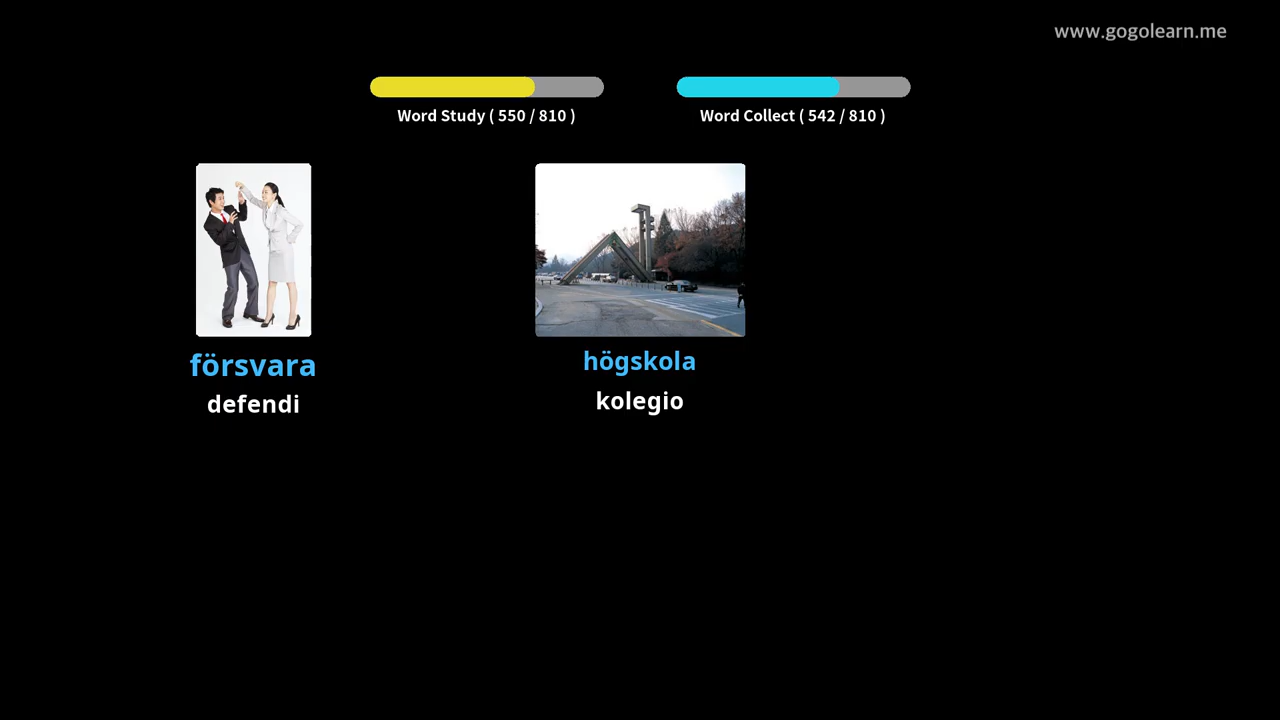 www.gogolearn.me
Word Study ( 550 / 810 )
Word Collect ( 542 / 810 )
försvara
defendi
högskola
kolegio